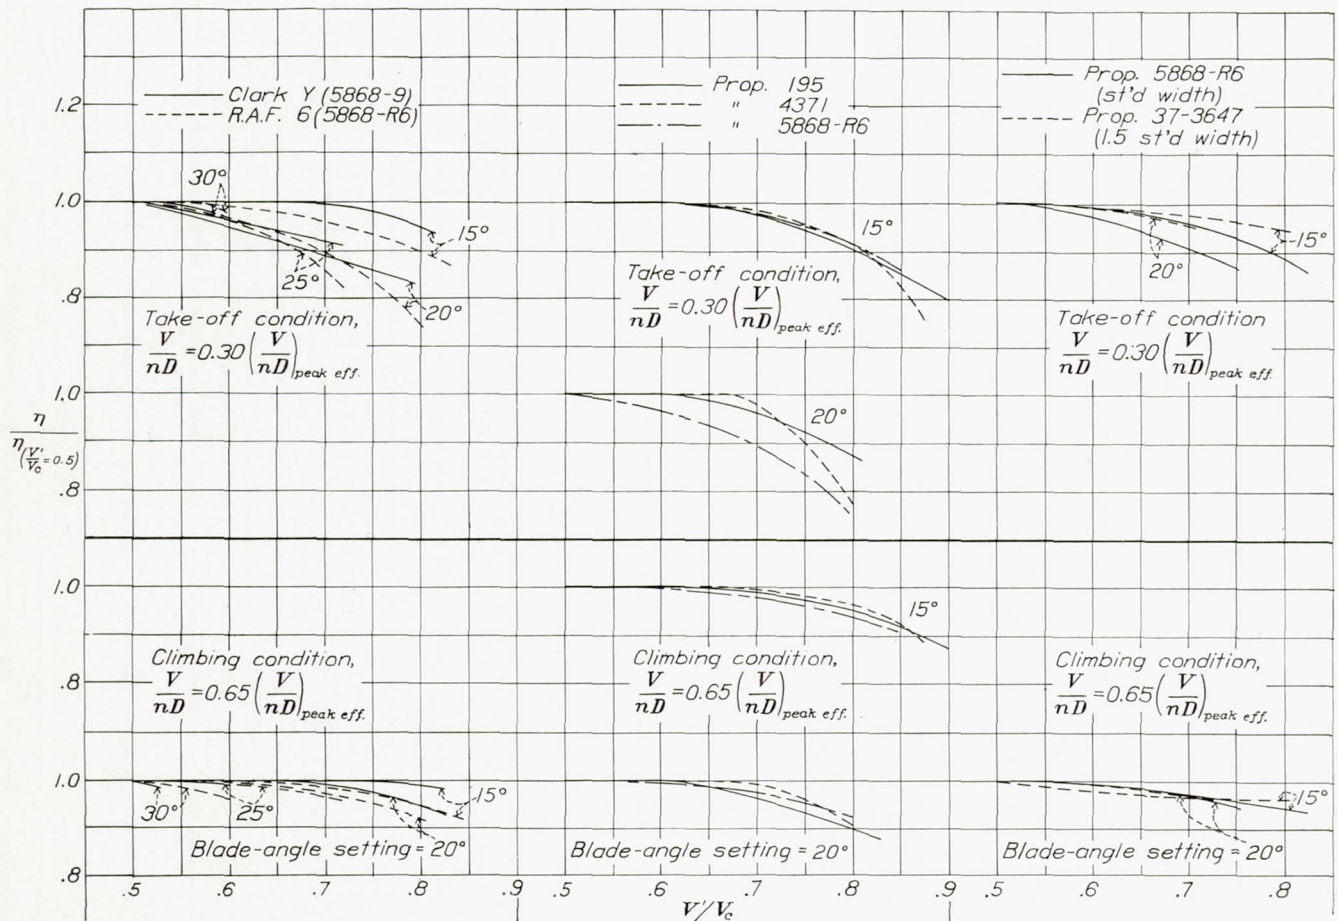 Clark Y (5868-9)
R.A.F. 6 (5868-R6)
Prop. 195
" 4371
" 5868-R6
Prop. 5868-R6
(st'd width)
Prop. 37-3647
(1.5 st'd width)
1.2
30°
1.0
15°
25°
20°
.8
Take-off condition,
V/nD = 0.30 (V/nD) peak eff.
15°
Take-off condition,
V/nD = 0.30 (V/nD) peak eff.
15°
20°
Take-off condition
V/nD = 0.30 (V/nD) peak eff.
1.0
20°
.8
η/η(V'/Vc = 0.5)
1.0
15°
.8
Climbing condition,
V/nD = 0.65 (V/nD) peak eff.
Climbing condition,
V/nD = 0.65 (V/nD) peak eff.
Climbing condition,
V/nD = 0.65 (V/nD) peak eff.
1.0
30°
25°
15°
15°
Blade-angle setting = 20°
Blade-angle setting = 20°
20°
.8
.5 .6 .7 .8 .9 .6 .7 .8 .9 .5 .6 .7 .8
V'/Vc